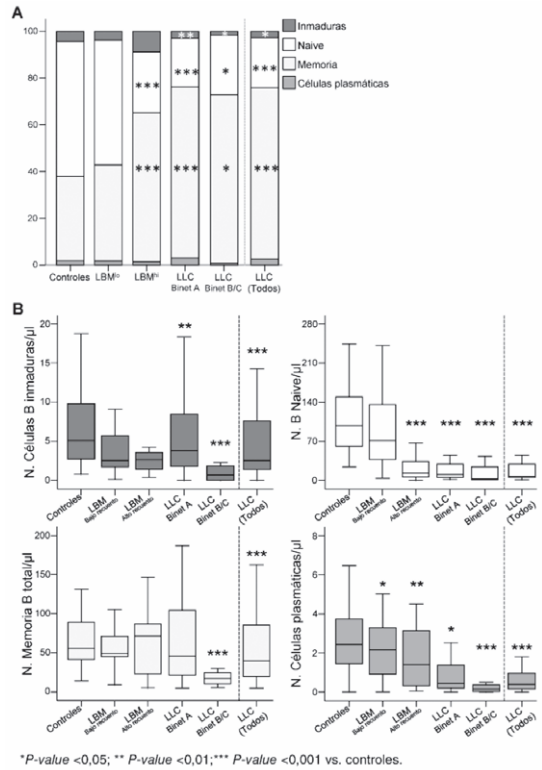 A
Inmaduras
Naive
Memoria
Células plasmáticas
100
80
60
40
20
0
** * *
*** *** * ***
*** *** * ***
Controles LBMlo LBMhi LLC Binet A LLC Binet B/C LLC (Todos)
B
N. Células B inmaduras/µl
20
15
10
5
0
** *** ***
Controles LBM Bajo recuento LBM Alto recuento LLC Binet A LLC Binet B/C LLC (Todos)
N. B Naive/µl
280
210
140
70
0
*** *** *** ***
Controles LBM Bajo recuento LBM Alto recuento LLC Binet A LLC Binet B/C LLC (Todos)
N. Memoria B total/µl
200
150
100
50
0
*** ***
Controles LBM Bajo recuento LBM Alto recuento LLC Binet A LLC Binet B/C LLC (Todos)
N. Células plasmáticas/µl
8
6
4
2
0
* ** * *** ***
Controles LBM Bajo recuento LBM Alto recuento LLC Binet A LLC Binet B/C LLC (Todos)
*P-value <0,05; ** P-value <0,01;*** P-value <0,001 vs. controles.